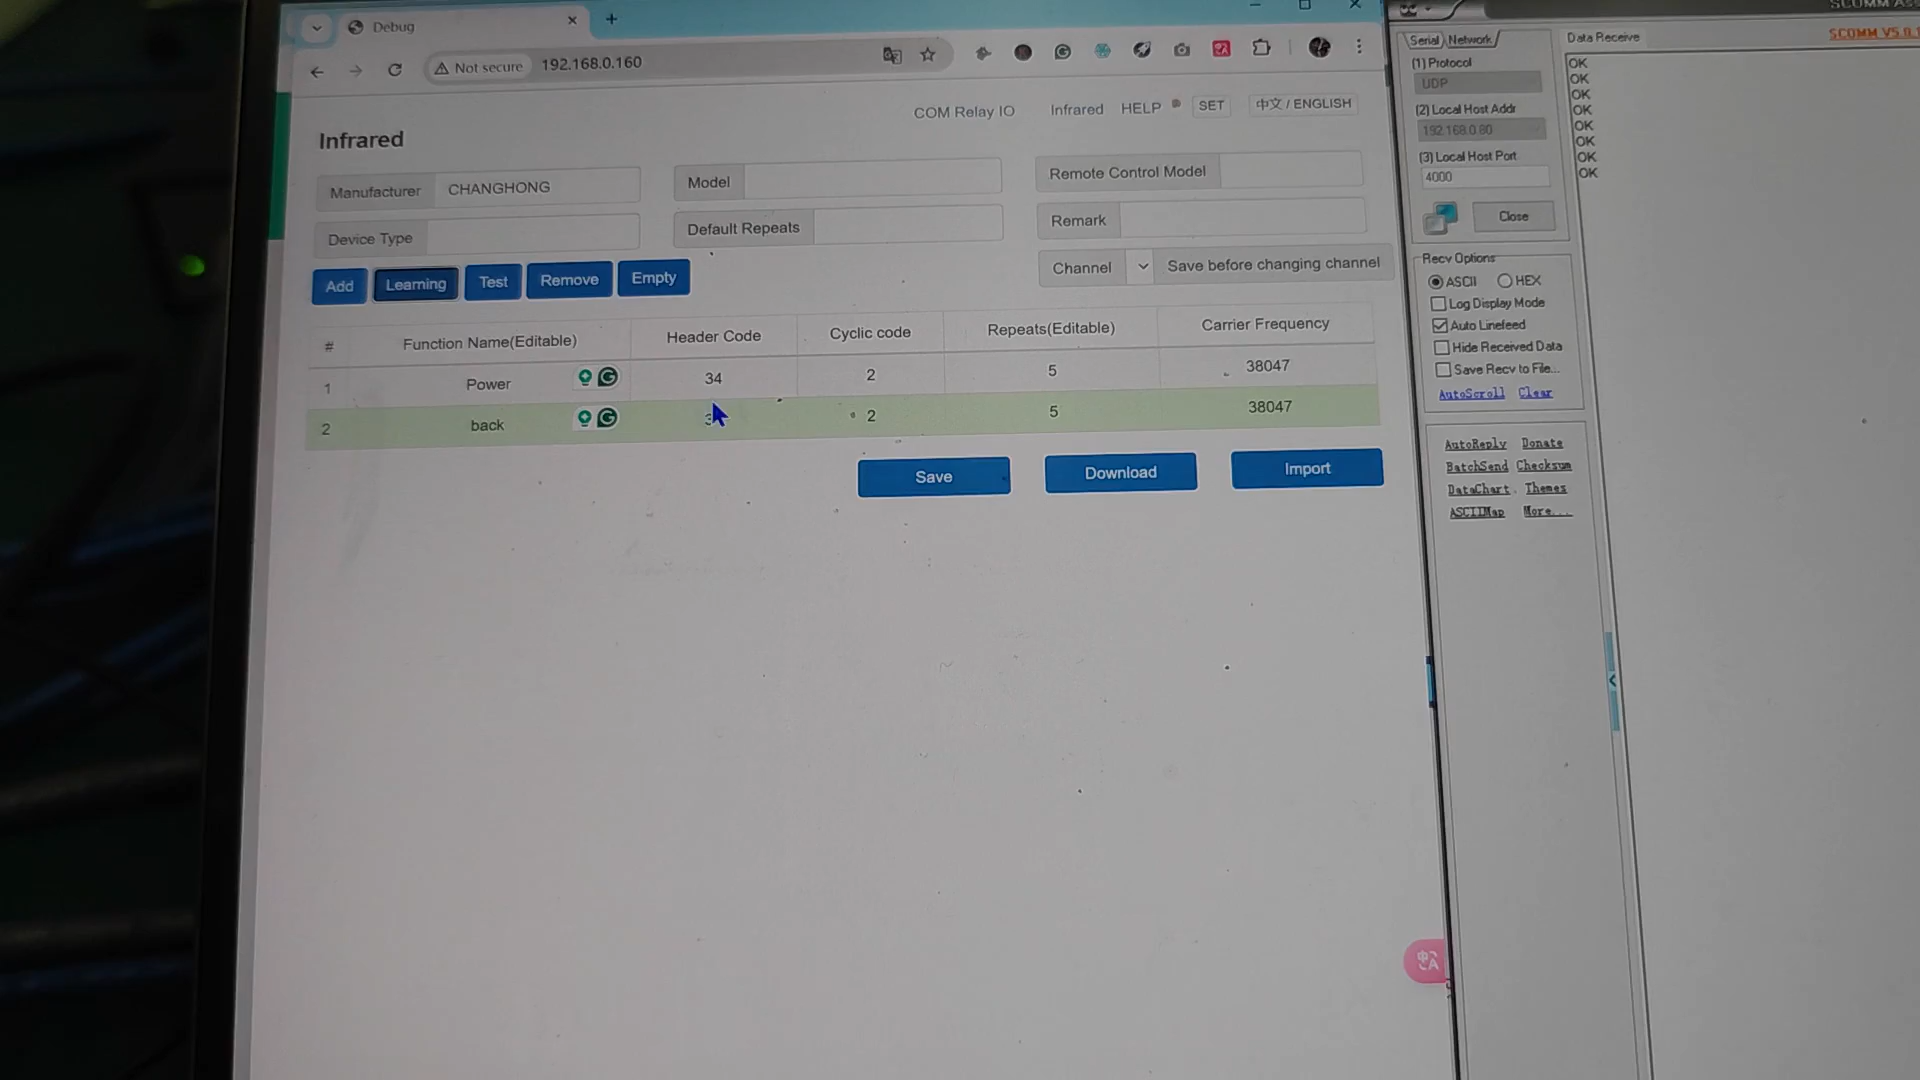 Debug
Not secure 192.168.0.160
COM Relay IO Infrared HELP SET 中文 / ENGLISH
Infrared
Manufacturer CHANGHONG Model Remote Control Model
Device Type Default Repeats Remark
Add Learning Test Remove Empty Channel Save before changing channel
# Function Name(Editable) Header Code Cyclic code Repeats(Editable) Carrier Frequency
1 Power 34 2 5 38047
2 back 2 5 38047
Save Download Import
SCOMM V5.0.1
Serial Network Data Receive
(1) Protocol
UDP
(2) Local Host Addr
192.168.0.80
(3) Local Host Port
4000
Close
Recv Options
ASCII HEX
Log Display Mode
Auto Linefeed
Hide Received Data
Save Recv to File...
AutoScroll Clear
AutoReply Donate
BatchSend Checksum
DataChart Themes
ASCIIMap More...
OK
OK
OK
OK
OK
OK
OK
OK